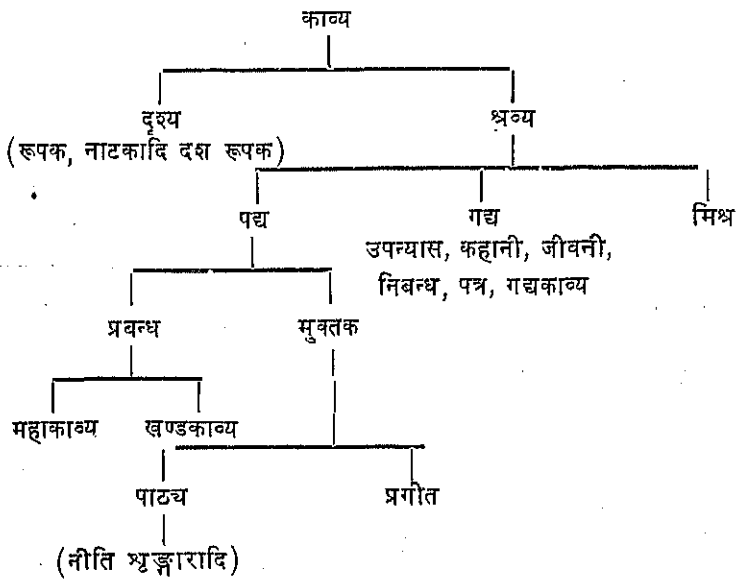 काव्य
दृश्य श्रव्य
(रूपक, नाटकादि दश रूपक)
पद्य गद्य मिश्र
उपन्यास, कहानी, जीवनी,
निबन्ध, पत्र, गद्यकाव्य
प्रबन्ध मुक्तक
महाकाव्य खण्डकाव्य
पाठ्य प्रगीत
(नीति शृङ्गारादि)